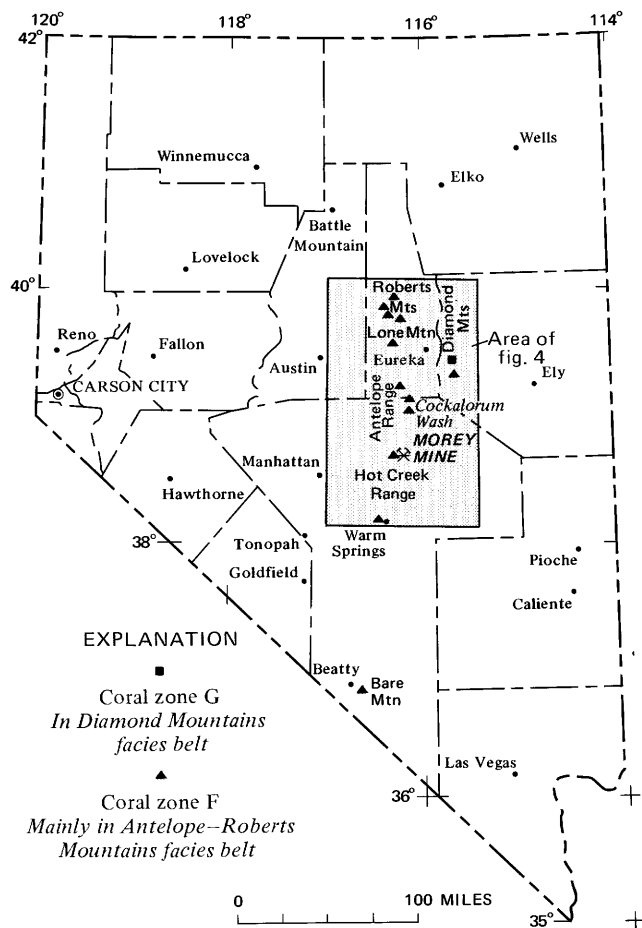 120°
118°
116°
114°
42°
Wells
Winnemucca
Elko
Battle
Mountain
Lovelock
40°
Roberts
Mts
Diamond
Mts
Lone Mtn
Reno
Fallon
Eureka
Area of
fig. 4
Austin
CARSON CITY
Ely
Antelope
Range
Cockalorum
Wash
MOREY
MINE
Manhattan
Hot Creek
Range
Hawthorne
38°
Tonopah
Warm
Springs
Goldfield
Pioche
Caliente
EXPLANATION
Coral zone G
In Diamond Mountains
facies belt
Beatty
Bare
Mtn
Coral zone F
Mainly in Antelope–Roberts
Mountains facies belt
Las Vegas
36°
0 100 MILES
35°